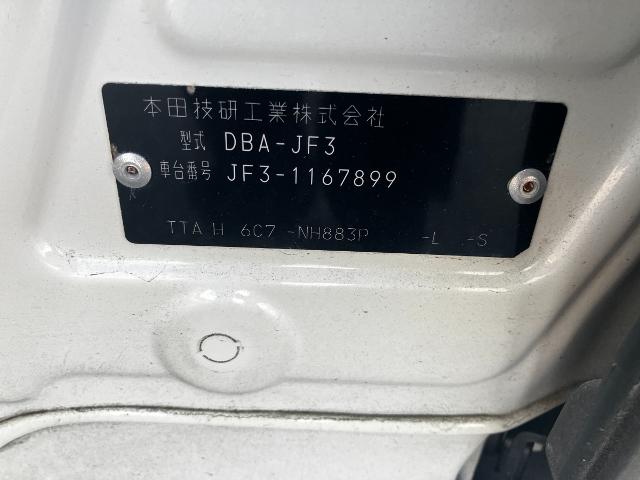 本田技研工業株式会社
型式 DBA-JF3
車台番号 JF3-1167899
TTA H 6C7 -NH883P -L -S